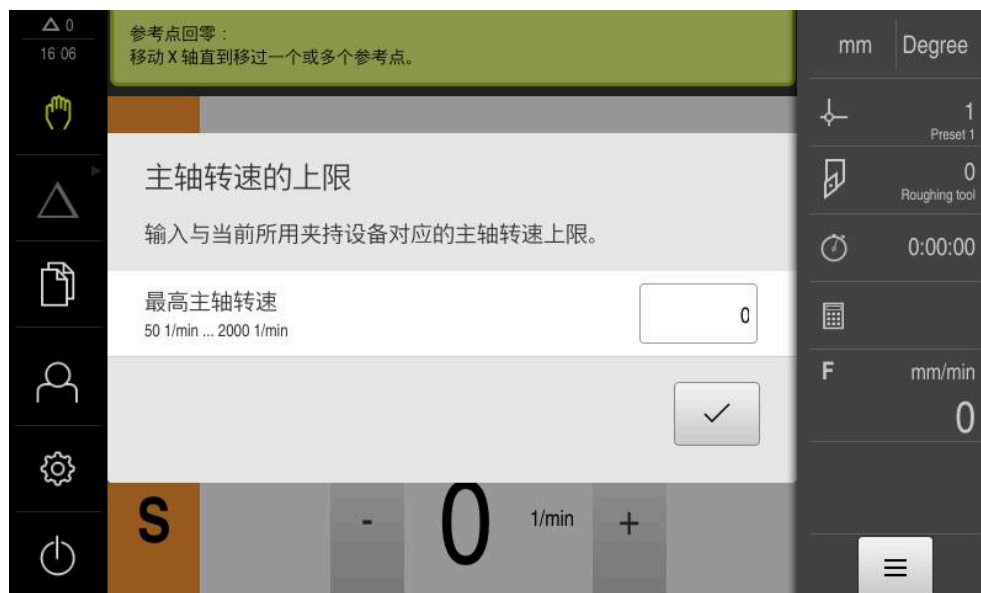 0
16 06
参考点回零：
移动 X 轴直到移过一个或多个参考点。
mm
Degree
1
Preset 1
0
Roughing tool
0:00:00
主轴转速的上限
输入与当前所用夹持设备对应的主轴转速上限。
最高主轴转速
50 1/min ... 2000 1/min
0
F
mm/min
0
S
-
0
1/min
+